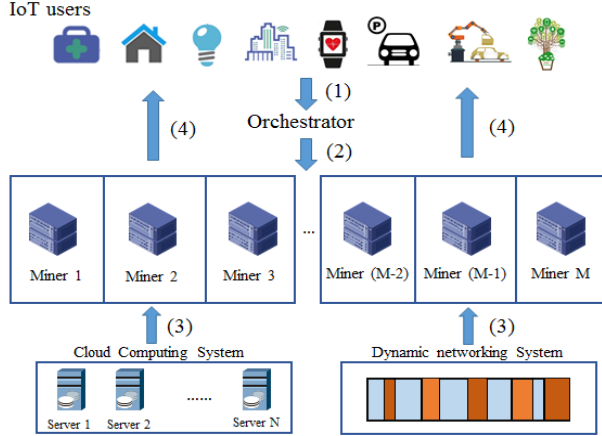 IoT users
P
(1)
(4)
Orchestrator
(4)
(2)
...
Miner 1
Miner 2
Miner 3
Miner (M-2)
Miner (M-1)
Miner M
(3)
(3)
Cloud Computing System
Dynamic networking System
......
Server 1
Server 2
Server N